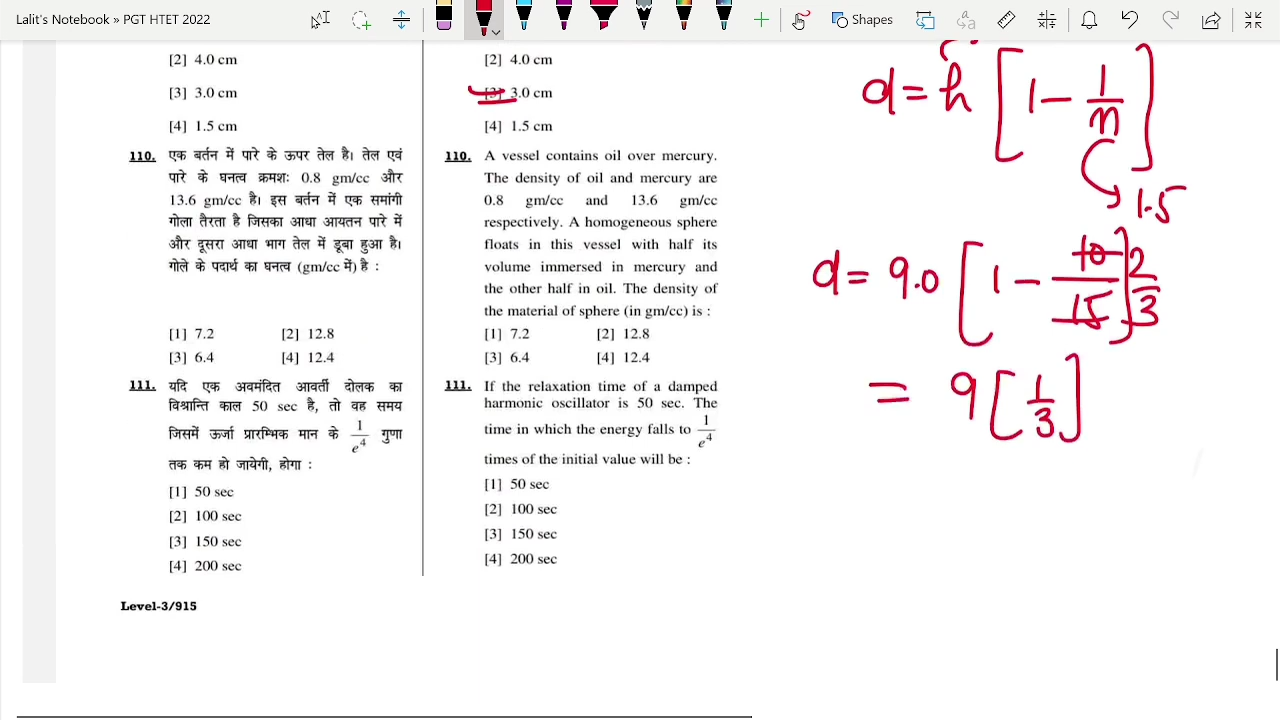 Lalit's Notebook » PGT HTET 2022
Shapes
[2] 4.0 cm
[3] 3.0 cm
[4] 1.5 cm
110. एक बर्तन में पारे के ऊपर तेल है। तेल एवं
पारे के घनत्व क्रमशः 0.8 gm/cc और
13.6 gm/cc है। इस बर्तन में एक समांगी
गोला तैरता है जिसका आधा आयतन पारे में
और दूसरा आधा भाग तेल में डूबा हुआ है।
गोले के पदार्थ का घनत्व (gm/cc में) है :
[1] 7.2 [2] 12.8
[3] 6.4 [4] 12.4
111. यदि एक अवमंदित आवर्ती दोलक का
विश्रान्ति काल 50 sec है, तो वह समय
जिसमें ऊर्जा प्रारम्भिक मान के 1/e⁴ गुणा
तक कम हो जायेगी, होगा :
[1] 50 sec
[2] 100 sec
[3] 150 sec
[4] 200 sec
Level-3/915
[2] 4.0 cm
[3] 3.0 cm
[4] 1.5 cm
110. A vessel contains oil over mercury.
The density of oil and mercury are
0.8 gm/cc and 13.6 gm/cc
respectively. A homogeneous sphere
floats in this vessel with half its
volume immersed in mercury and
the other half in oil. The density of
the material of sphere (in gm/cc) is :
[1] 7.2 [2] 12.8
[3] 6.4 [4] 12.4
111. If the relaxation time of a damped
harmonic oscillator is 50 sec. The
time in which the energy falls to 1/e⁴
times of the initial value will be :
[1] 50 sec
[2] 100 sec
[3] 150 sec
[4] 200 sec
d = h [1 - 1/n]
1.5
d = 9.0 [1 - 10/15] 2/3
= 9 [1/3]